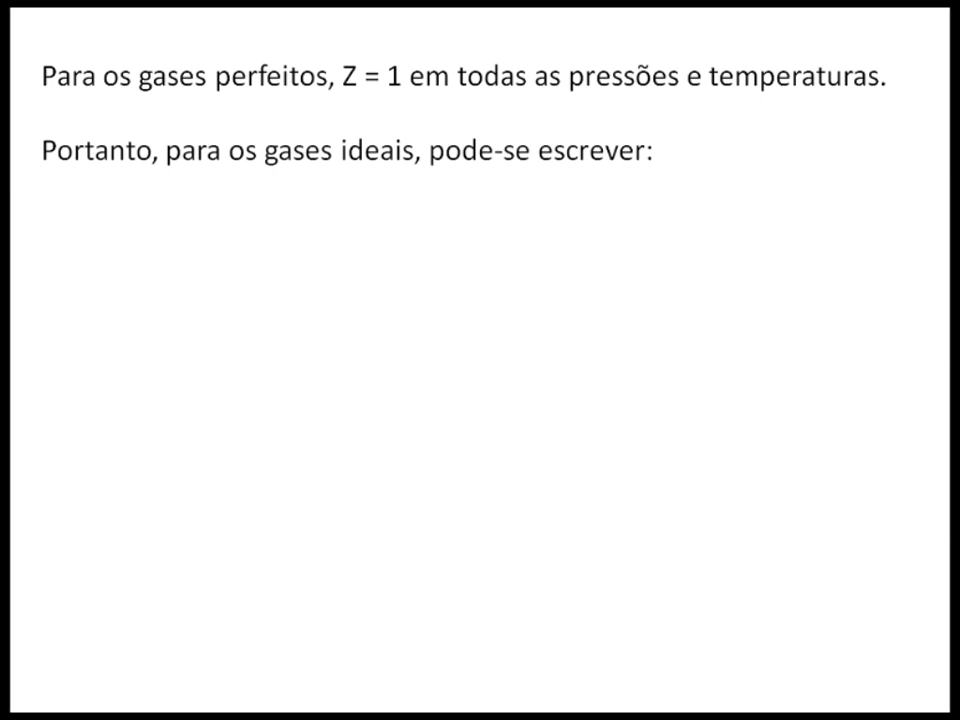 Para os gases perfeitos, Z = 1 em todas as pressões e temperaturas.
Portanto, para os gases ideais, pode-se escrever: